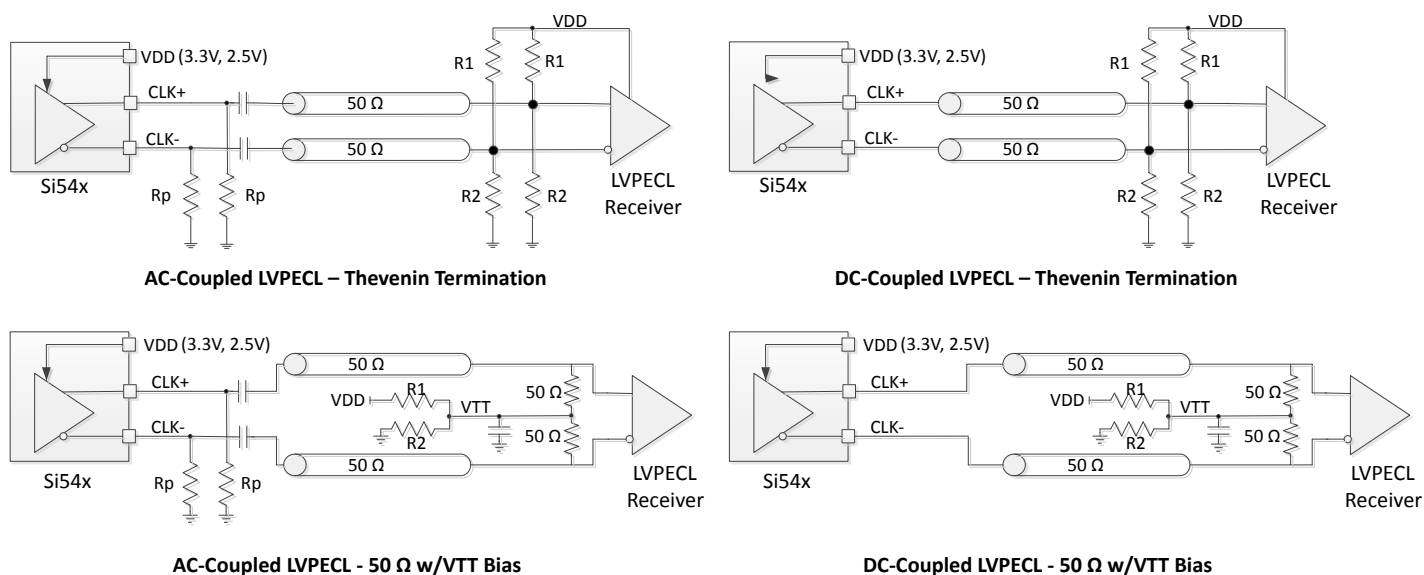 VDD
VDD (3.3V, 2.5V)
R1
R1
CLK+
50 Ω
CLK-
50 Ω
Si54x
Rp
Rp
R2
R2
LVPECL
Receiver
AC-Coupled LVPECL – Thevenin Termination
VDD
VDD (3.3V, 2.5V)
R1
R1
CLK+
50 Ω
CLK-
50 Ω
Si54x
R2
R2
LVPECL
Receiver
DC-Coupled LVPECL – Thevenin Termination
VDD (3.3V, 2.5V)
50 Ω
CLK+
R1
50 Ω
VDD
VTT
CLK-
R2
50 Ω
50 Ω
Si54x
Rp
Rp
LVPECL
Receiver
AC-Coupled LVPECL - 50 Ω w/VTT Bias
VDD (3.3V, 2.5V)
50 Ω
CLK+
R1
50 Ω
VDD
VTT
CLK-
R2
50 Ω
50 Ω
Si54x
LVPECL
Receiver
DC-Coupled LVPECL - 50 Ω w/VTT Bias